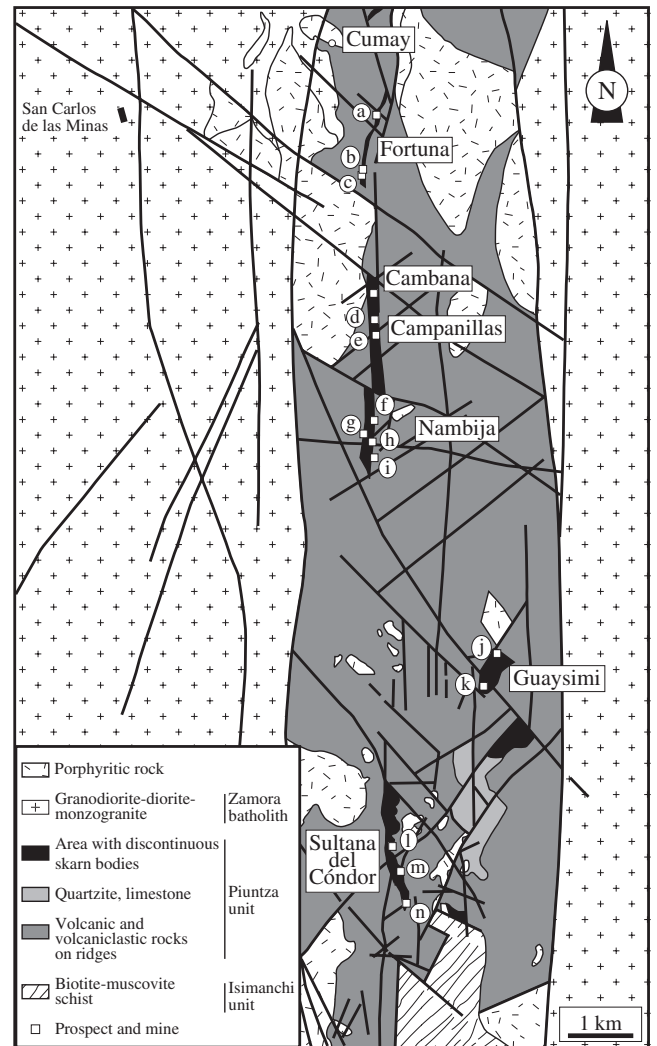 Cumay
N
San Carlos
de las Minas
a
Fortuna
b
c
Cambana
d
Campanillas
e
f
g
Nambija
h
i
j
k
Guaysimi
Porphyritic rock
Granodiorite-diorite-
monzogranite
Zamora
batholith
Area with discontinuous
skarn bodies
Quartzite, limestone
Piuntza
unit
Volcanic and
volcaniclastic rocks
on ridges
Biotite-muscovite
schist
Isimanchi
unit
Prospect and mine
Sultana
del
Cóndor
l
m
n
1 km